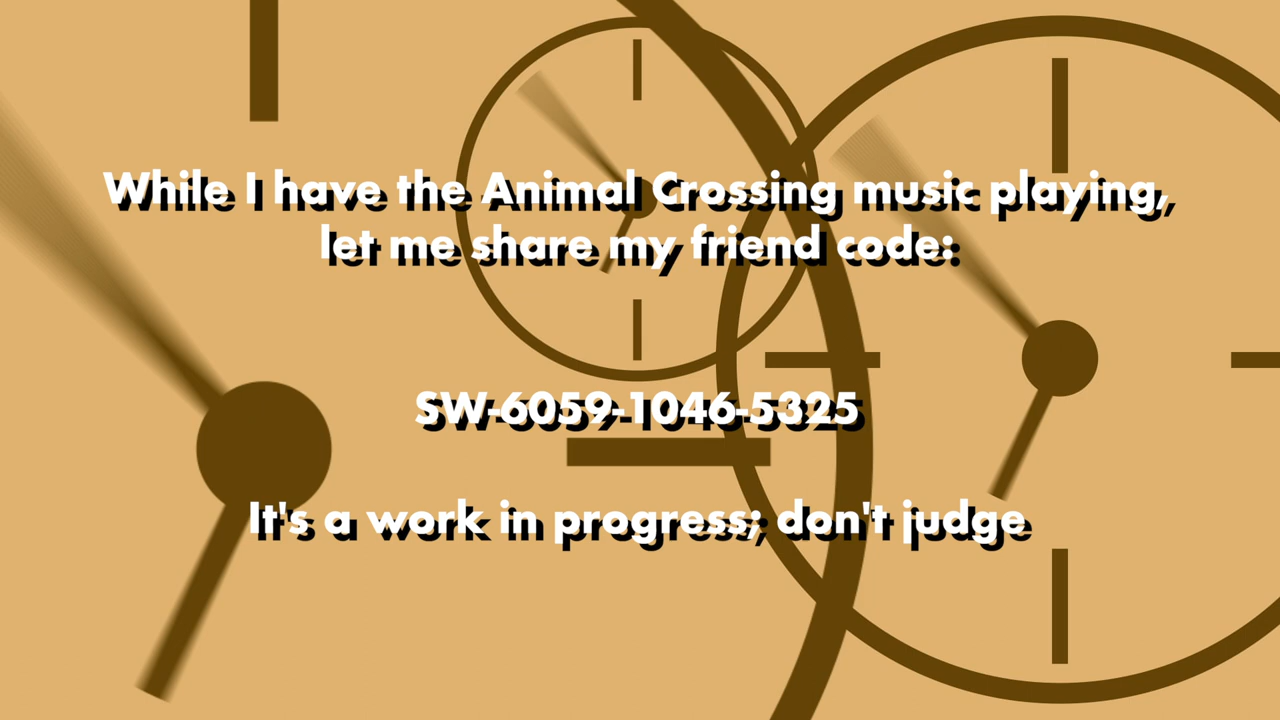 While I have the Animal Crossing music playing,
let me share my friend code:
SW-6059-1046-5325
It's a work in progress; don't judge